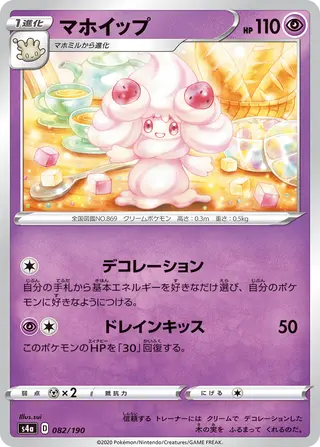 1進化
マホイップ
HP 110
マホミルから進化
全国図鑑NO.869 クリームポケモン 高さ:0.3m 重さ:0.5kg
デコレーション
自分の手札から基本エネルギーを好きなだけ選び、自分のポケ
モンに好きなようにつける。
ドレインキッス 50
このポケモンのHPを「30」回復する。
弱点 ×2 抵抗力 にげる
Illus.sui
s4a D 082/190
信頼する トレーナーには クリームで デコレーションした
木の実を ふるまって くれるのだ。
©2020 Pokémon/Nintendo/Creatures/GAME FREAK.